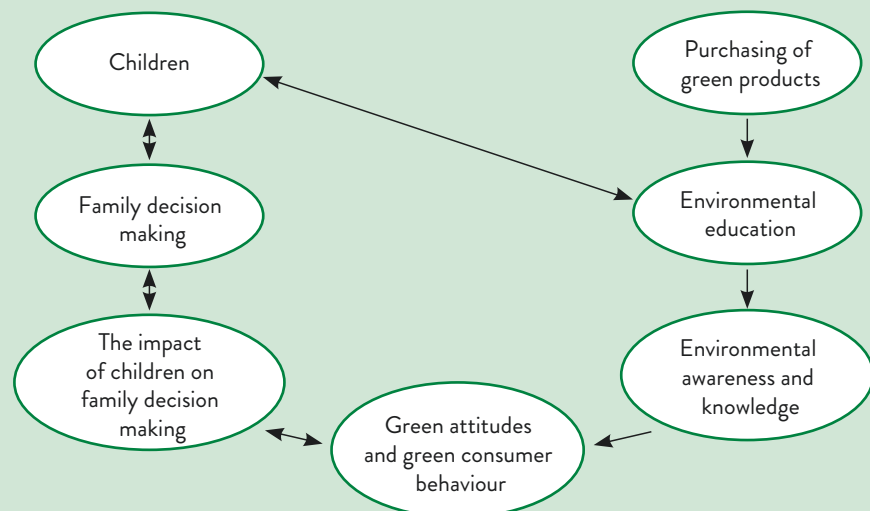 Children
Purchasing of
green products
Family decision
making
Environmental
education
The impact
of children on
family decision
making
Environmental
awareness and
knowledge
Green attitudes
and green consumer
behaviour